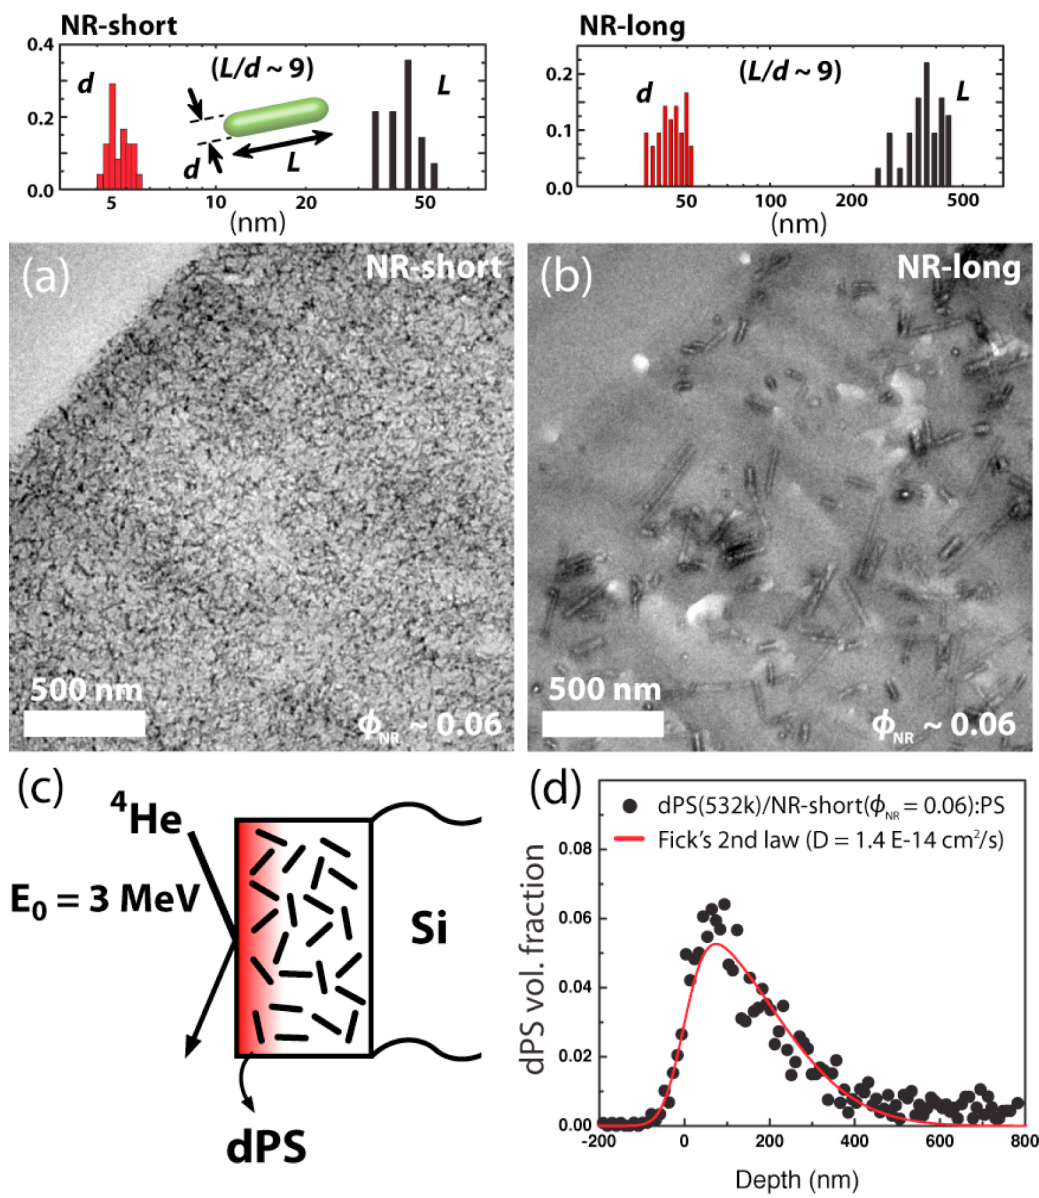 NR-short
NR-long
0.4
0.2
0.0
d
(L/d ~ 9)
L
d
L
5
10
50
(nm)
0.2
0.1
0.0
d
(L/d ~ 9)
L
50
100
200
500
(nm)
(a)
NR-short
500 nm
ϕNR ~ 0.06
(b)
NR-long
500 nm
ϕNR ~ 0.06
(c)
4He
E0 = 3 MeV
Si
dPS
(d)
dPS(532k)/NR-short(ϕNR = 0.06):PS
Fick's 2nd law (D = 1.4 E-14 cm2/s)
dPS vol. fraction
0.08
0.06
0.04
0.02
0.00
-200
0
200
400
600
800
Depth (nm)